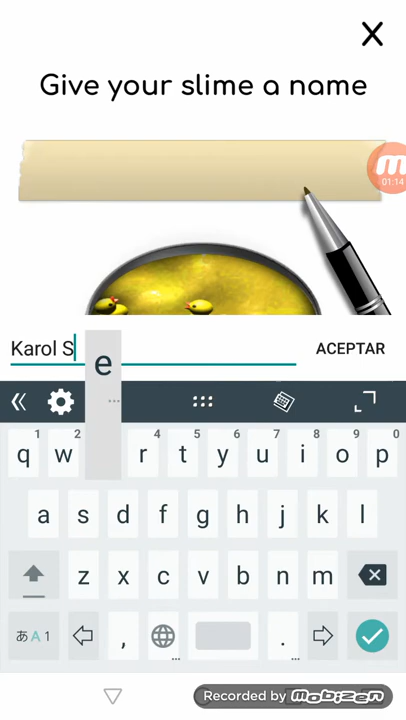 Give your slime a name
01:14
Karol S
ACEPTAR
e
1 2 4 5 6 7 8 9 0
q w r t y u i o p
a s d f g h j k l
z x c v b n m
あA1 , .
Recorded by mobizen